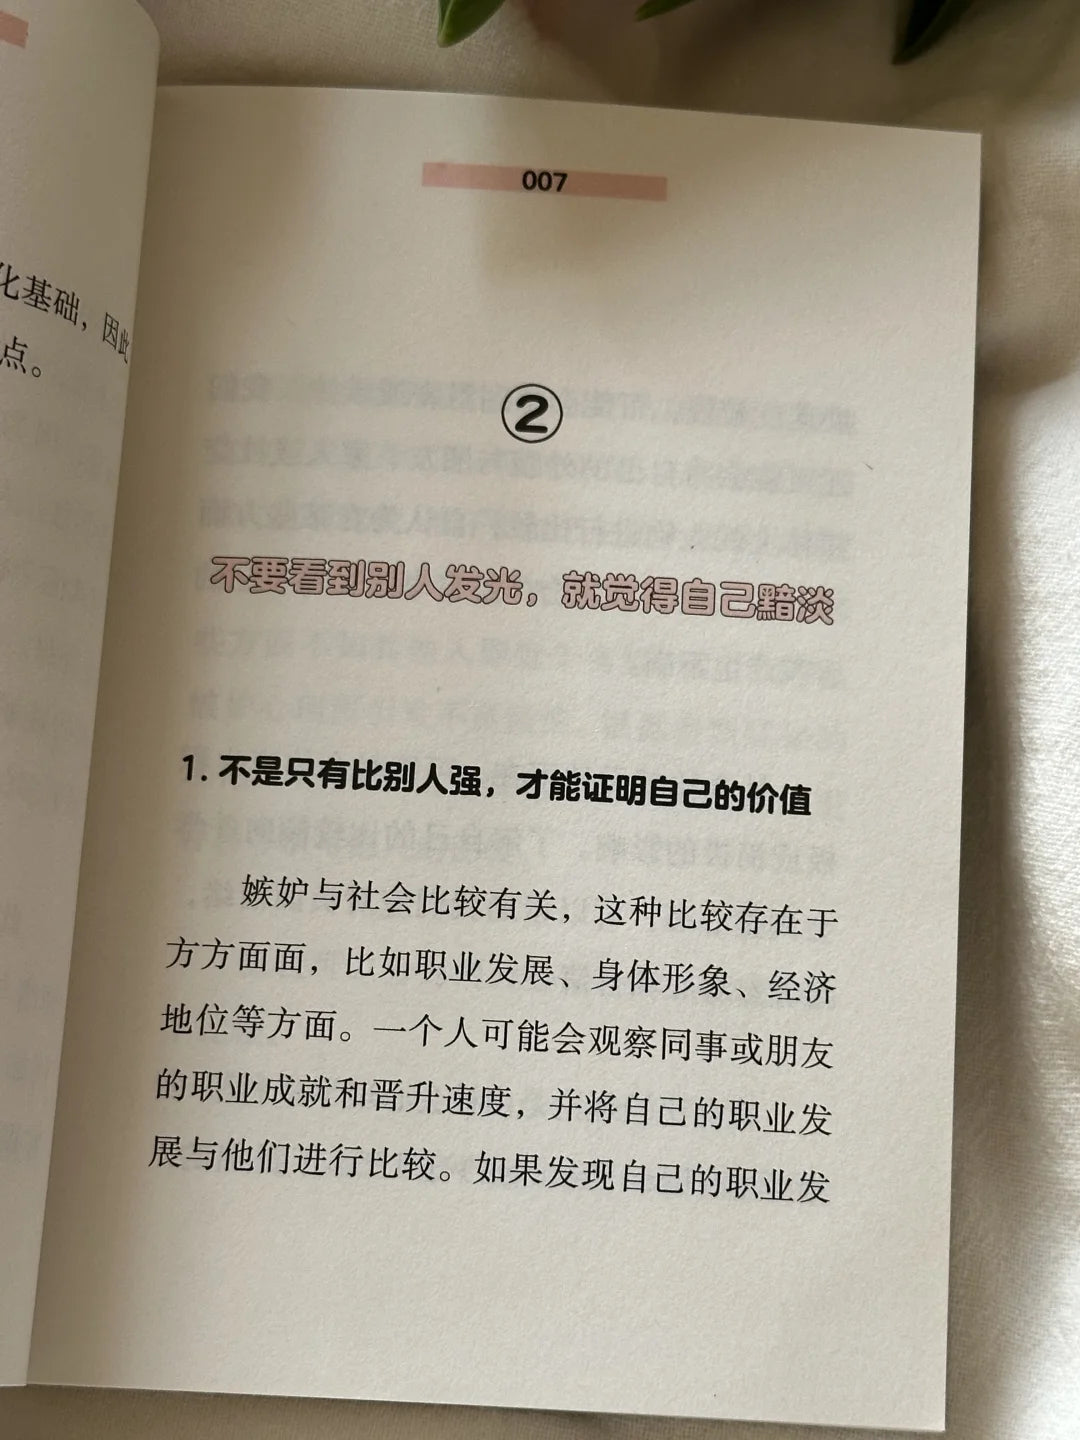 化基础，因此
点。
007
②
不要看到别人发光，就觉得自己黯淡
1. 不是只有比别人强，才能证明自己的价值
嫉妒与社会比较有关，这种比较存在于
方方面面，比如职业发展、身体形象、经济
地位等方面。一个人可能会观察同事或朋友
的职业成就和晋升速度，并将自己的职业发
展与他们进行比较。如果发现自己的职业发